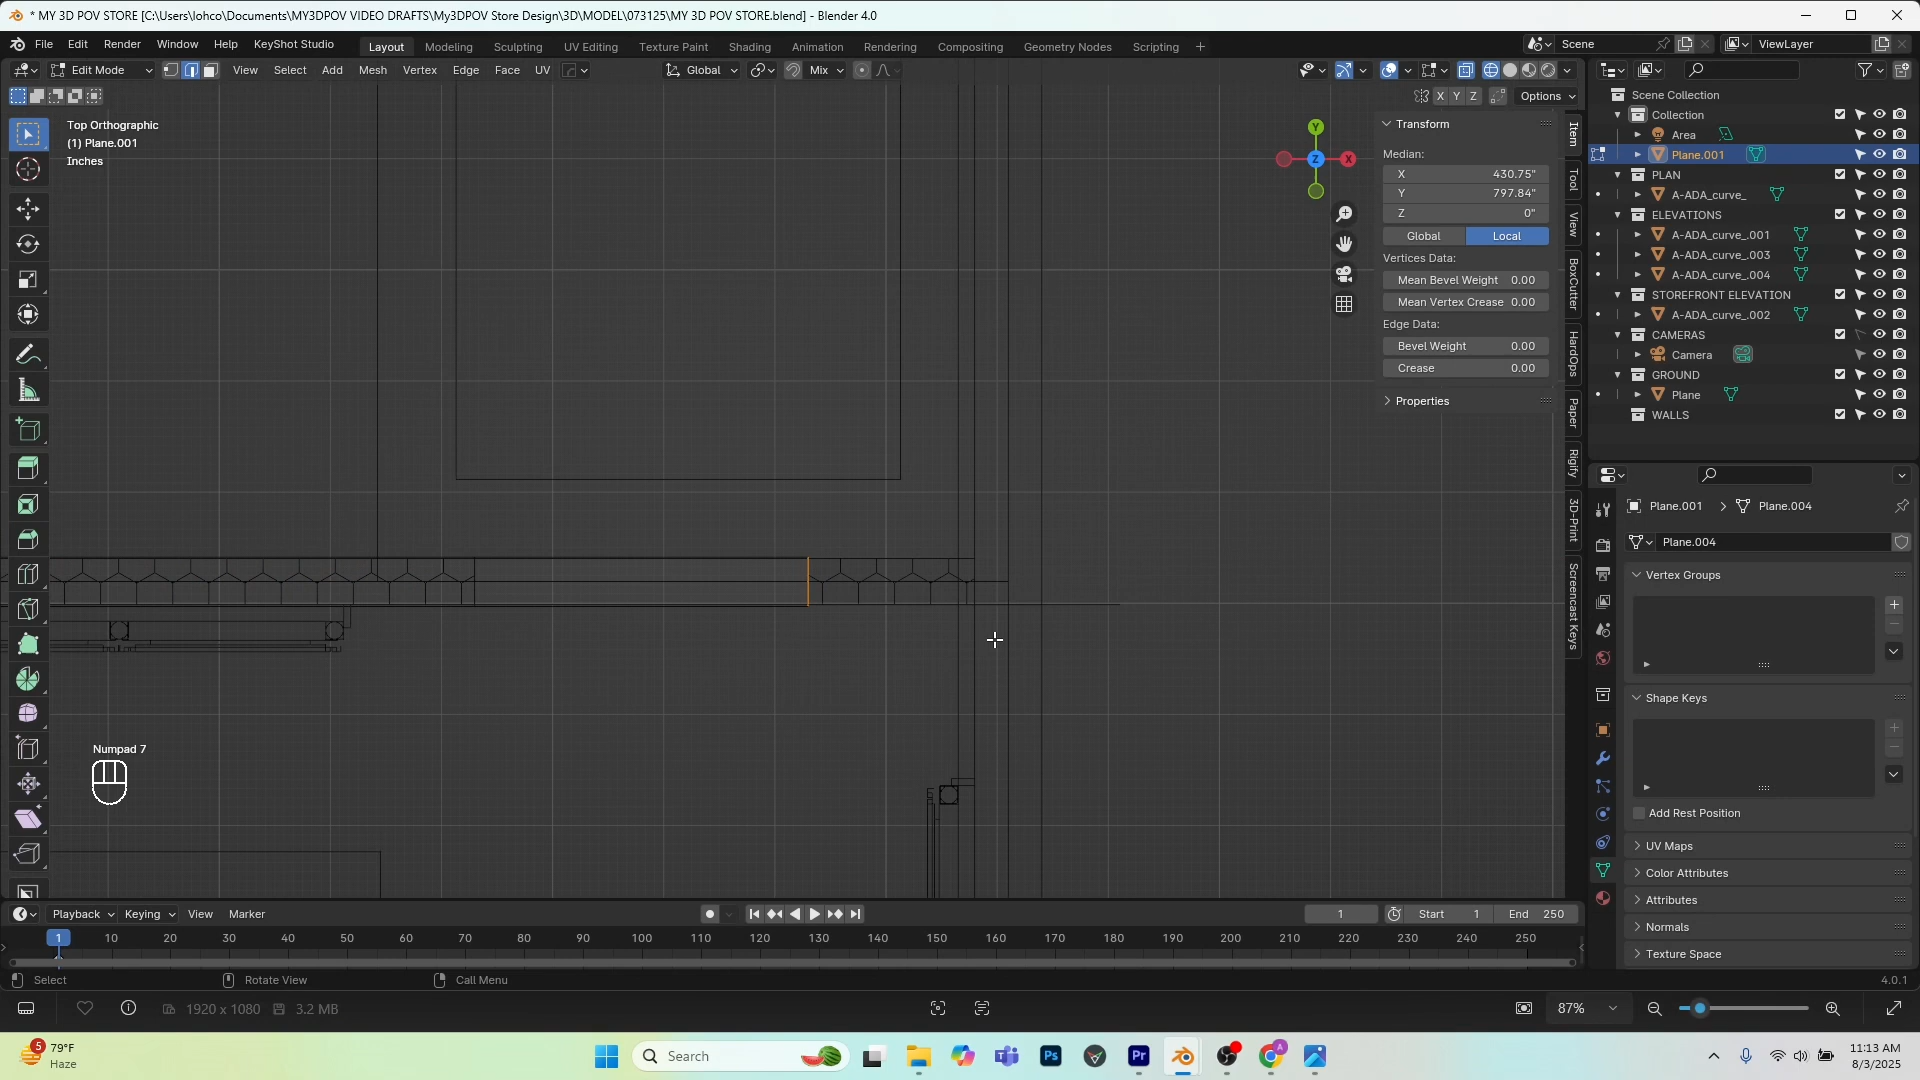 * MY 3D POV STORE [C:\Users\lohco\Documents\MY3DPOV VIDEO DRAFTS\My3DPOV Store Design\3D\MODEL\073125\MY 3D POV STORE.blend] - Blender 4.0
File Edit Render Window Help KeyShot Studio
Layout Modeling Sculpting UV Editing Texture Paint Shading Animation Rendering Compositing Geometry Nodes Scripting +
Scene
ViewLayer
Edit Mode
View Select Add Mesh Vertex Edge Face UV
Global
Mix
X Y Z
Options
Top Orthographic
(1) Plane.001
Inches
Y
Z
X
Transform
Median:
X 430.75"
Y 797.84"
Z 0"
Global Local
Vertices Data:
Mean Bevel Weight 0.00
Mean Vertex Crease 0.00
Edge Data:
Bevel Weight 0.00
Crease 0.00
Properties
Item
Tool
View
BoxCutter
HardOps
Paper
Rigify
3D-Print
Screencast Keys
Scene Collection
Collection
Area
Plane.001
PLAN
A-ADA_curve_
ELEVATIONS
A-ADA_curve_.001
A-ADA_curve_.003
A-ADA_curve_.004
STOREFRONT ELEVATION
A-ADA_curve_.002
CAMERAS
Camera
GROUND
Plane
WALLS
Plane.001 > Plane.004
Plane.004
Vertex Groups
Shape Keys
Add Rest Position
UV Maps
Color Attributes
Attributes
Normals
Texture Space
Numpad 7
Playback Keying View Marker
1
Start 1
End 250
1 10 20 30 40 50 60 70 80 90 100 110 120 130 140 150 160 170 180 190 200 210 220 230 240 250
Select
Rotate View
Call Menu
4.0.1
1920 x 1080
3.2 MB
87%
5
79°F
Haze
Search
Ps
Pr
A
11:13 AM
8/3/2025